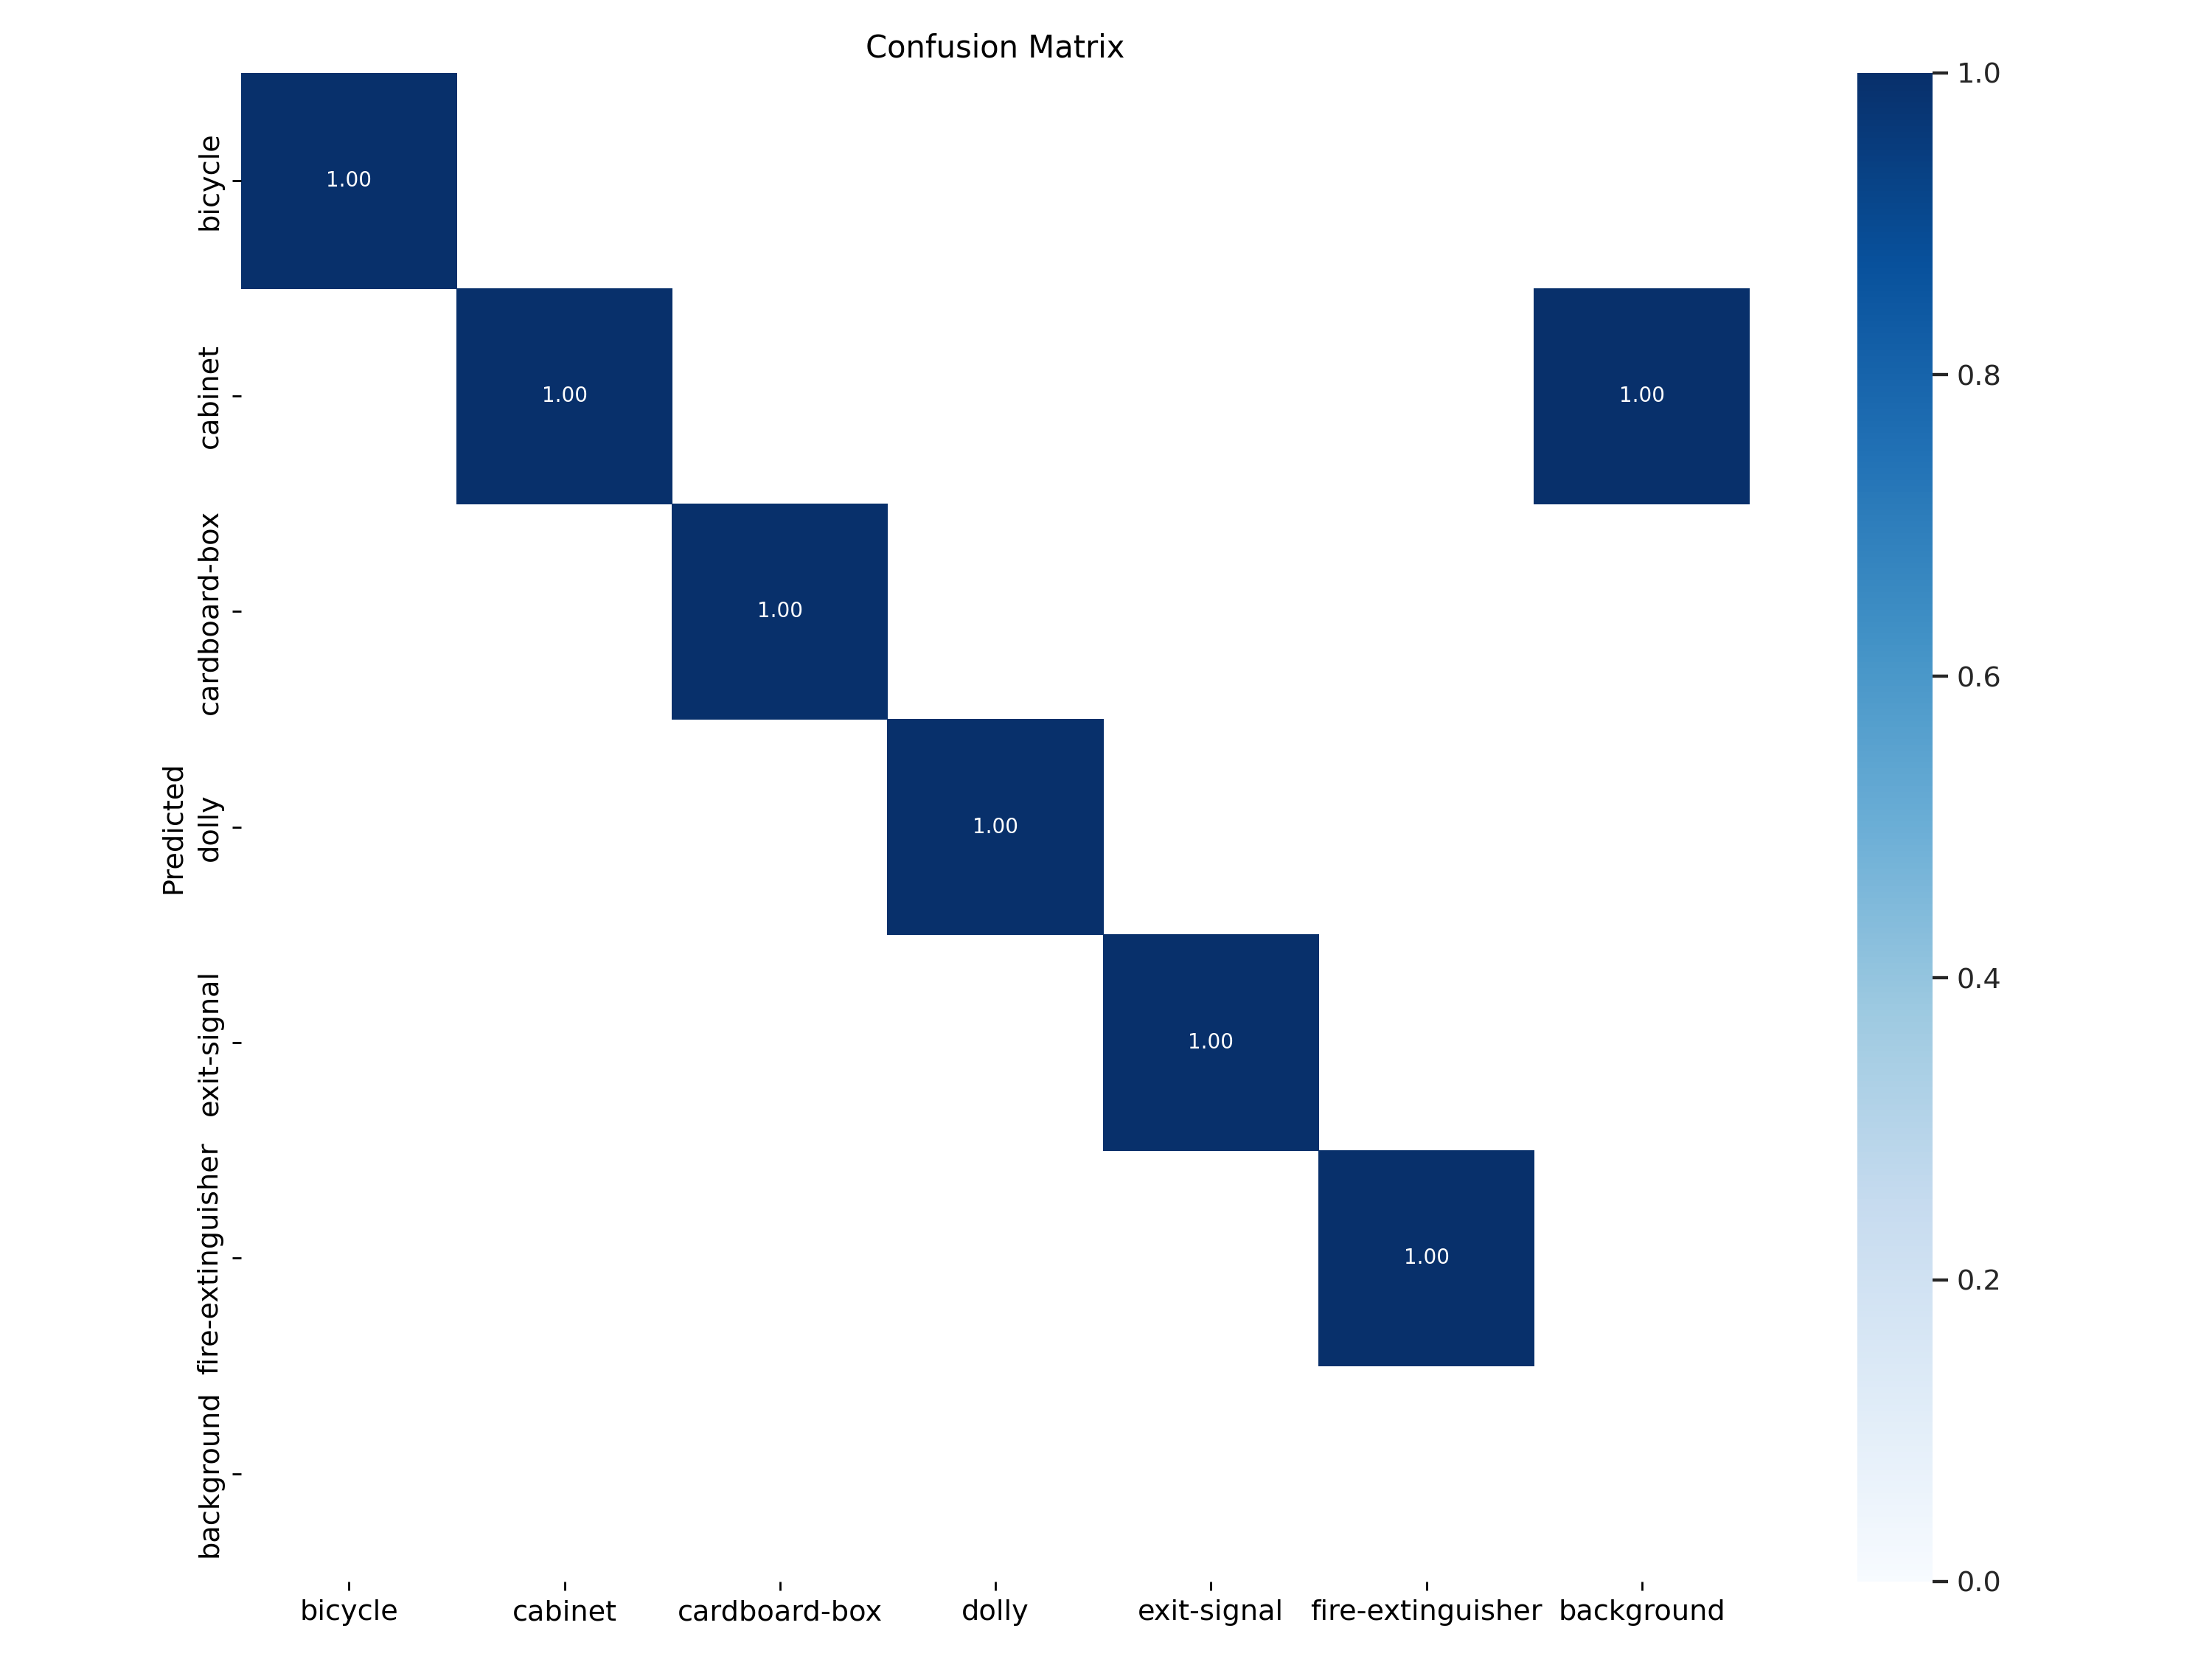 Confusion Matrix
1.0
bicycle
1.00
cabinet
1.00
1.00
0.8
cardboard-box
1.00
0.6
Predicted
dolly
1.00
0.4
exit-signal
1.00
fire-extinguisher
1.00
0.2
background
0.0
bicycle cabinet cardboard-box dolly exit-signal fire-extinguisher background